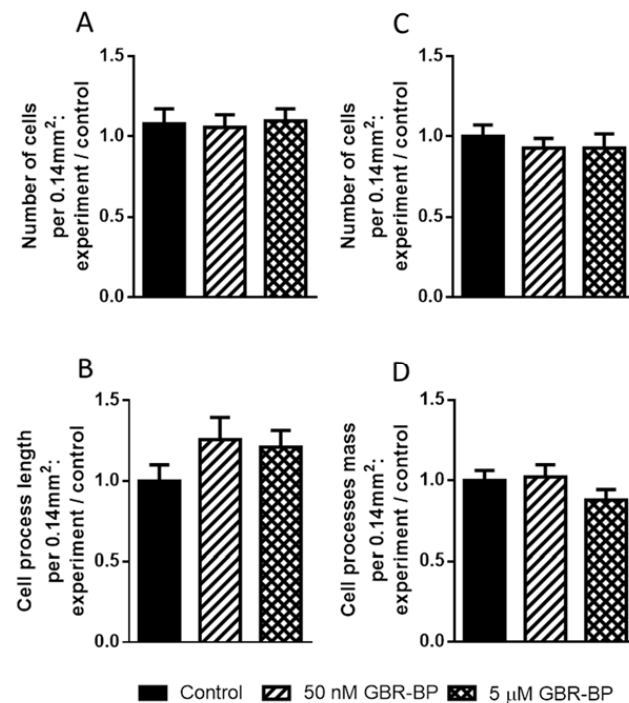 A
Number of cells
per 0.14mm²:
experiment / control
1.5
1.0
0.5
0.0
C
Number of cells
per 0.14mm²:
experiment / control
1.5
1.0
0.5
0.0
B
Cell process length
per 0.14mm²:
experiment / control
1.5
1.0
0.5
0.0
D
Cell processes mass
per 0.14mm²:
experiment / control
1.5
1.0
0.5
0.0
Control 50 nM GBR-BP 5 μM GBR-BP